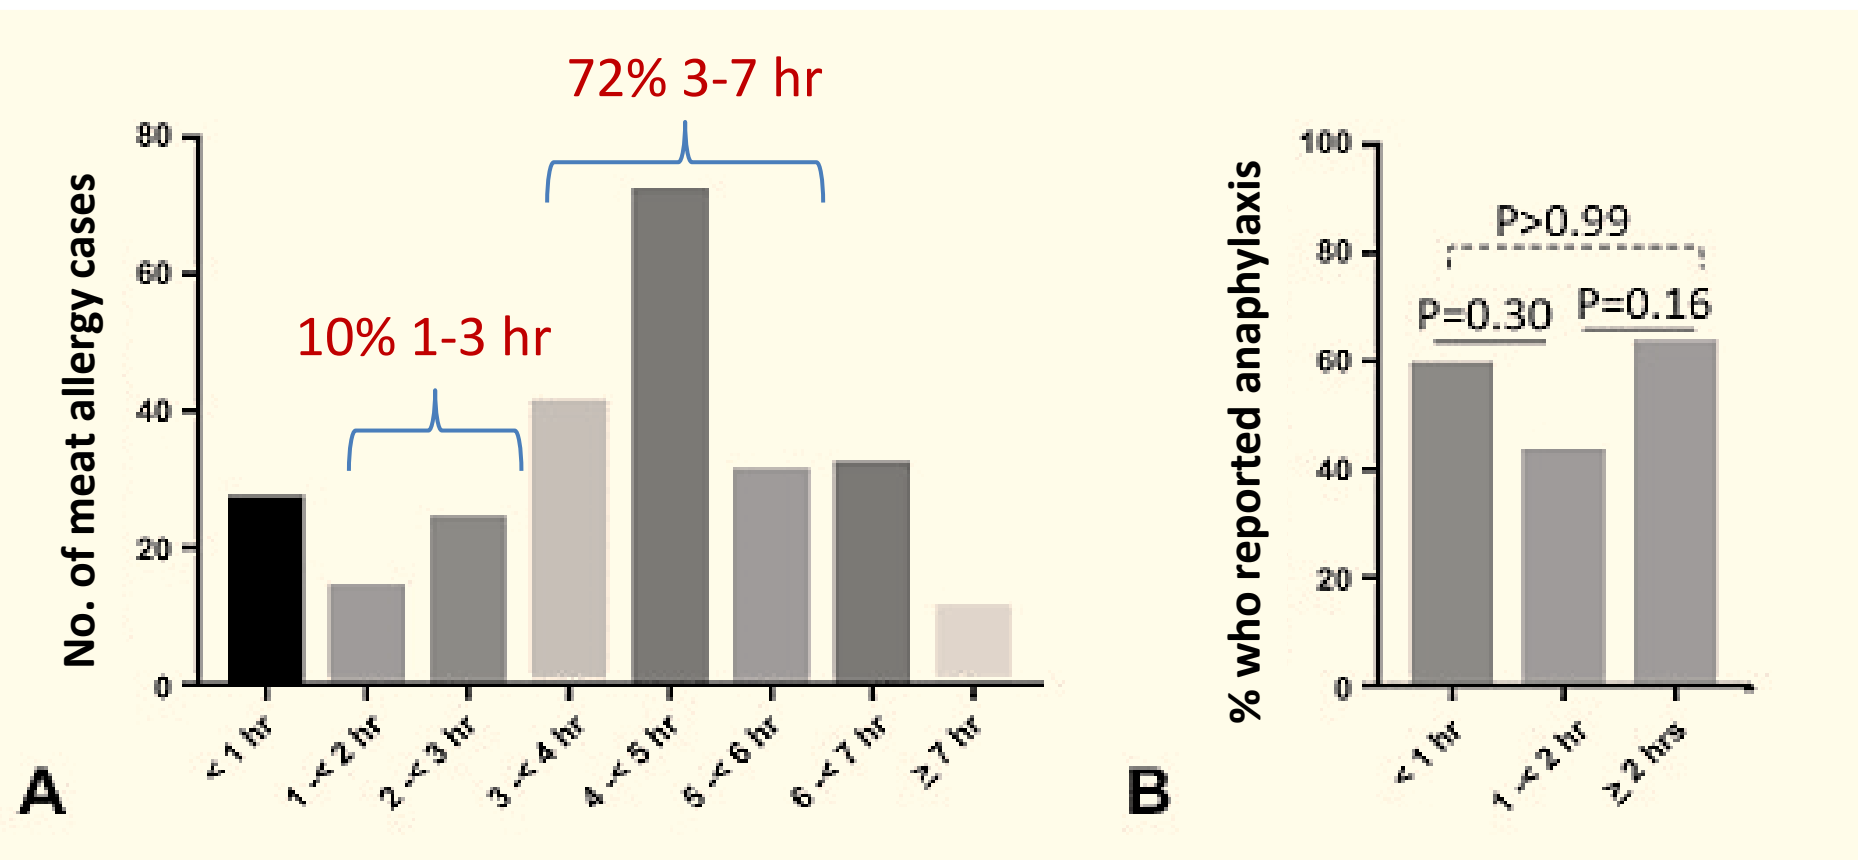 72% 3-7 hr
10% 1-3 hr
No. of meat allergy cases
80
60
40
20
0
< 1 hr
1 -< 2 hr
2 -< 3 hr
3 -< 4 hr
4 -< 5 hr
5 -< 6 hr
6 -< 7 hr
≥ 7 hr
A
% who reported anaphylaxis
100
80
60
40
20
0
P>0.99
P=0.30
P=0.16
< 1 hr
1 -< 2 hr
≥ 2 hrs
B